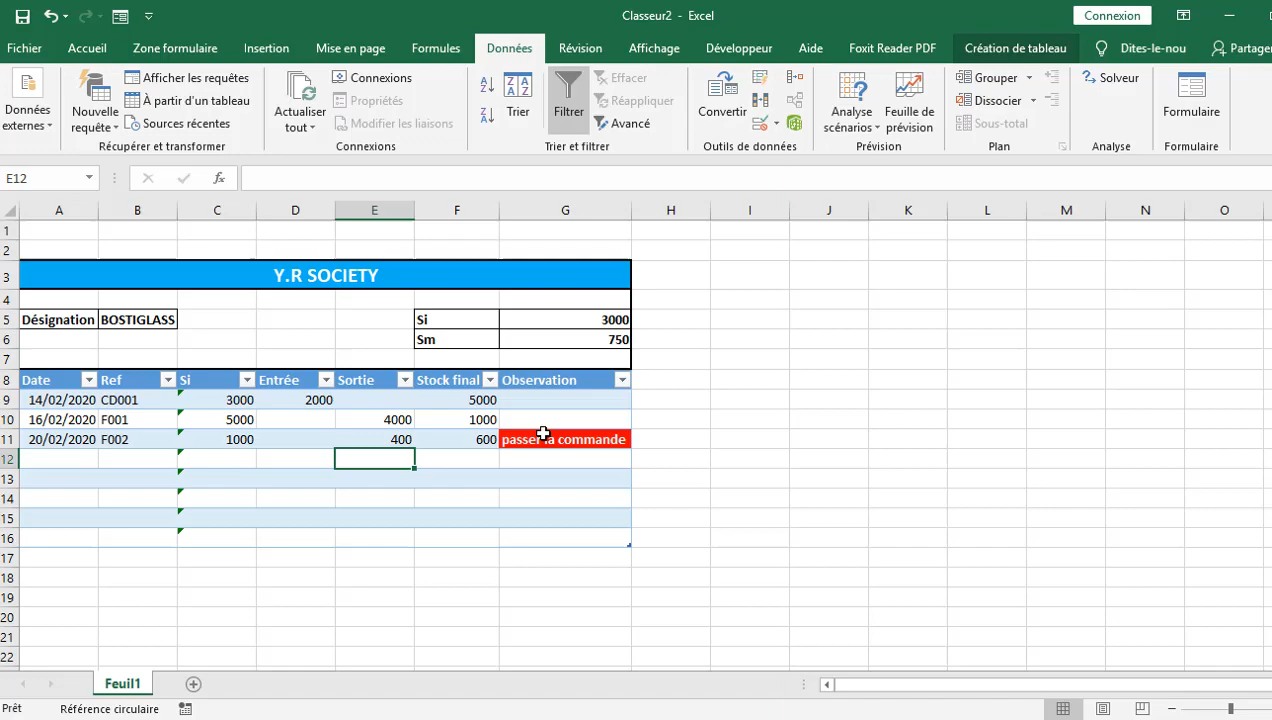 Classeur2 - Excel
Connexion
Fichier Accueil Zone formulaire Insertion Mise en page Formules Données Révision Affichage Développeur Aide Foxit Reader PDF Création de tableau Dites-le-nou Partager
Données externes
Nouvelle requête
Afficher les requêtes
À partir d'un tableau
Sources récentes
Récupérer et transformer
Actualiser tout
Connexions
Propriétés
Modifier les liaisons
Connexions
Trier
Filtrer
Effacer
Réappliquer
Avancé
Trier et filtrer
Convertir
Outils de données
Analyse scénarios
Feuille de prévision
Prévision
Grouper
Dissocier
Sous-total
Plan
Solveur
Analyse
Formulaire
Formulaire
E12
fx
A B C D E F G H I J K L M N O
1
2
3 Y.R SOCIETY
4
5 Désignation BOSTIGLASS Si 3000
6 Sm 750
7
8 Date Ref Si Entrée Sortie Stock final Observation
9 14/02/2020 CD001 3000 2000 5000
10 16/02/2020 F001 5000 4000 1000
11 20/02/2020 F002 1000 400 600 passer la commande
12
13
14
15
16
17
18
19
20
21
22
Feuil1
Prêt Référence circulaire